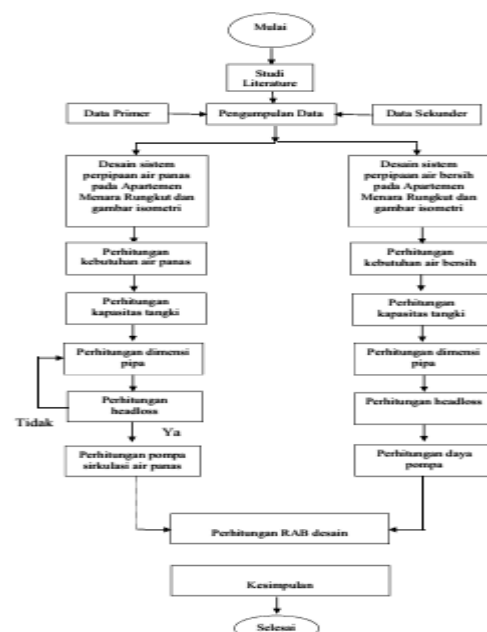 Mulai
Studi
Literature
Data Primer
Pengumpulan Data
Data Sekunder
Desain sistem
perpipaan air panas
pada Apartemen
Menara Rungkut dan
gambar isometri
Desain sistem
perpipaan air bersih
pada Apartemen
Menara Rungkut dan
gambar isometri
Perhitungan
kebutuhan air panas
Perhitungan
kebutuhan air bersih
Perhitungan
kapasitas tangki
Perhitungan
kapasitas tangki
Perhitungan dimensi
pipa
Perhitungan dimensi
pipa
Perhitungan
headloss
Perhitungan headloss
Tidak
Ya
Perhitungan pompa
sirkulasi air panas
Perhitungan daya
pompa
Perhitungan RAB desain
Kesimpulan
Selesai